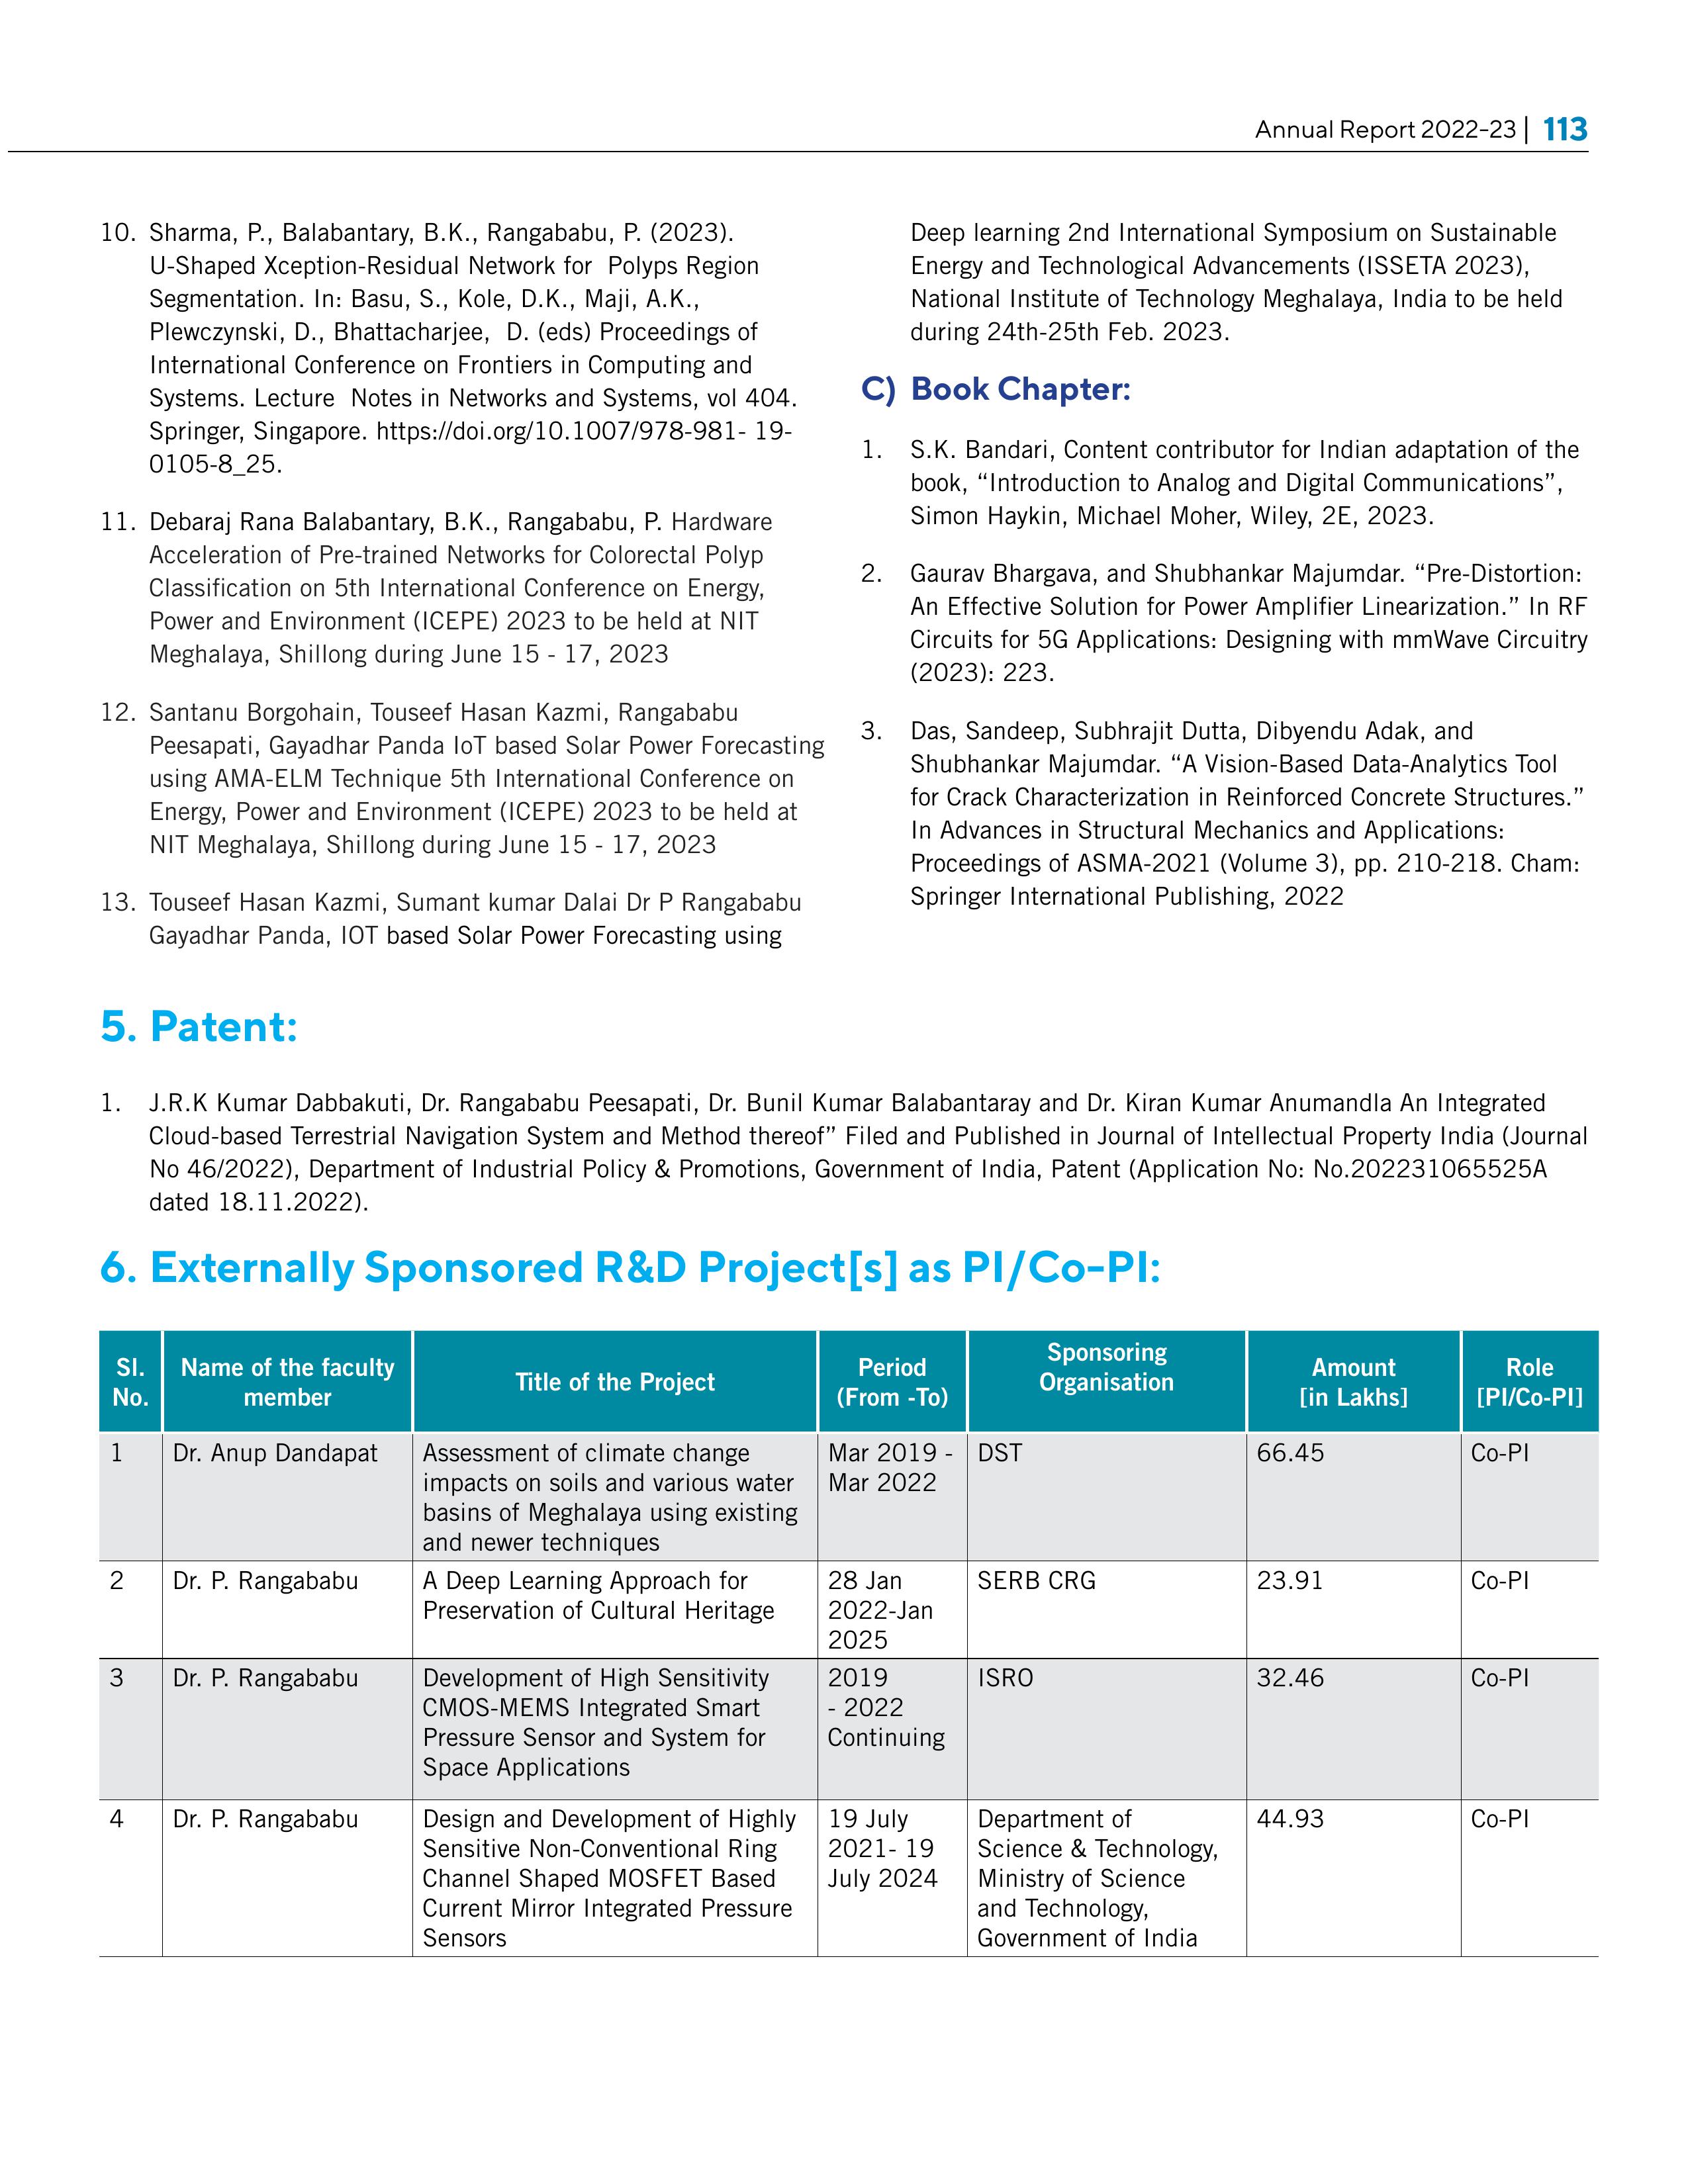 Annual Report 2022-23 | 113
10. Sharma, P., Balabantary, B.K., Rangababu, P. (2023).
U-Shaped Xception-Residual Network for Polyps Region
Segmentation. In: Basu, S., Kole, D.K., Maji, A.K.,
Plewczynski, D., Bhattacharjee, D. (eds) Proceedings of
International Conference on Frontiers in Computing and
Systems. Lecture Notes in Networks and Systems, vol 404.
Springer, Singapore. https://doi.org/10.1007/978-981- 19-
0105-8_25.
11. Debaraj Rana Balabantary, B.K., Rangababu, P. Hardware
Acceleration of Pre-trained Networks for Colorectal Polyp
Classification on 5th International Conference on Energy,
Power and Environment (ICEPE) 2023 to be held at NIT
Meghalaya, Shillong during June 15 - 17, 2023
12. Santanu Borgohain, Touseef Hasan Kazmi, Rangababu
Peesapati, Gayadhar Panda IoT based Solar Power Forecasting
using AMA-ELM Technique 5th International Conference on
Energy, Power and Environment (ICEPE) 2023 to be held at
NIT Meghalaya, Shillong during June 15 - 17, 2023
13. Touseef Hasan Kazmi, Sumant kumar Dalai Dr P Rangababu
Gayadhar Panda, IOT based Solar Power Forecasting using
Deep learning 2nd International Symposium on Sustainable
Energy and Technological Advancements (ISSETA 2023),
National Institute of Technology Meghalaya, India to be held
during 24th-25th Feb. 2023.
C) Book Chapter:
1. S.K. Bandari, Content contributor for Indian adaptation of the
book, “Introduction to Analog and Digital Communications”,
Simon Haykin, Michael Moher, Wiley, 2E, 2023.
2. Gaurav Bhargava, and Shubhankar Majumdar. “Pre-Distortion:
An Effective Solution for Power Amplifier Linearization.” In RF
Circuits for 5G Applications: Designing with mmWave Circuitry
(2023): 223.
3. Das, Sandeep, Subhrajit Dutta, Dibyendu Adak, and
Shubhankar Majumdar. “A Vision-Based Data-Analytics Tool
for Crack Characterization in Reinforced Concrete Structures.”
In Advances in Structural Mechanics and Applications:
Proceedings of ASMA-2021 (Volume 3), pp. 210-218. Cham:
Springer International Publishing, 2022
5. Patent:
1. J.R.K Kumar Dabbakuti, Dr. Rangababu Peesapati, Dr. Bunil Kumar Balabantaray and Dr. Kiran Kumar Anumandla An Integrated
Cloud-based Terrestrial Navigation System and Method thereof” Filed and Published in Journal of Intellectual Property India (Journal
No 46/2022), Department of Industrial Policy & Promotions, Government of India, Patent (Application No: No.202231065525A
dated 18.11.2022).
6. Externally Sponsored R&D Project[s] as PI/Co-PI:
Sl.
No.
Name of the faculty
member
Title of the Project
Period
(From -To)
Sponsoring
Organisation
Amount
[in Lakhs]
Role
[PI/Co-PI]
1
Dr. Anup Dandapat
Assessment of climate change
impacts on soils and various water
basins of Meghalaya using existing
and newer techniques
Mar 2019 -
Mar 2022
DST
66.45
Co-PI
2
Dr. P. Rangababu
A Deep Learning Approach for
Preservation of Cultural Heritage
28 Jan
2022-Jan
2025
SERB CRG
23.91
Co-PI
3
Dr. P. Rangababu
Development of High Sensitivity
CMOS-MEMS Integrated Smart
Pressure Sensor and System for
Space Applications
2019
- 2022
Continuing
ISRO
32.46
Co-PI
4
Dr. P. Rangababu
Design and Development of Highly
Sensitive Non-Conventional Ring
Channel Shaped MOSFET Based
Current Mirror Integrated Pressure
Sensors
19 July
2021- 19
July 2024
Department of
Science & Technology,
Ministry of Science
and Technology,
Government of India
44.93
Co-PI